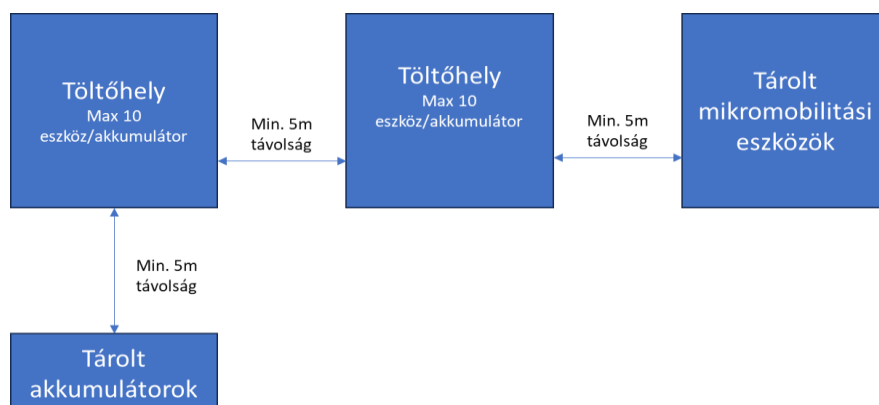 Töltőhely
Max 10
eszköz/akkumulátor
Min. 5m
távolság
Töltőhely
Max 10
eszköz/akkumulátor
Min. 5m
távolság
Tárolt
mikromobilitási
eszközök
Min. 5m
távolság
Tárolt
akkumulátorok